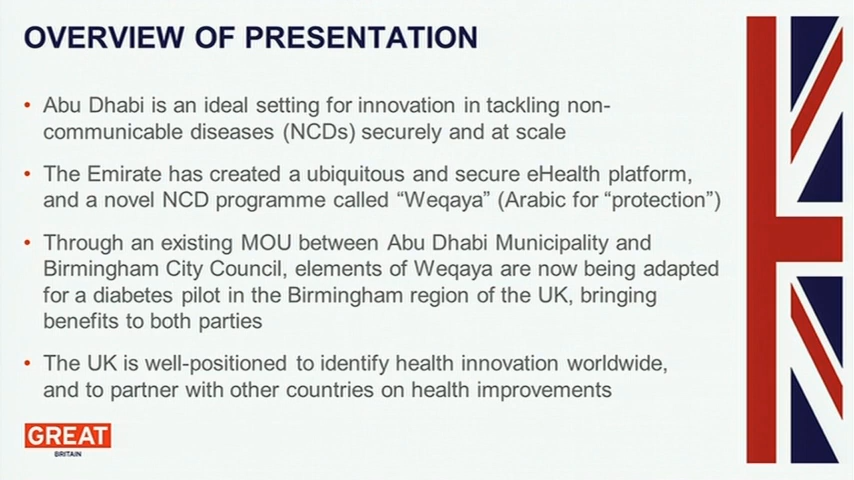 OVERVIEW OF PRESENTATION
• Abu Dhabi is an ideal setting for innovation in tackling non-
communicable diseases (NCDs) securely and at scale
• The Emirate has created a ubiquitous and secure eHealth platform,
and a novel NCD programme called “Weqaya” (Arabic for “protection”)
• Through an existing MOU between Abu Dhabi Municipality and
Birmingham City Council, elements of Weqaya are now being adapted
for a diabetes pilot in the Birmingham region of the UK, bringing
benefits to both parties
• The UK is well-positioned to identify health innovation worldwide,
and to partner with other countries on health improvements
GREAT
BRITAIN